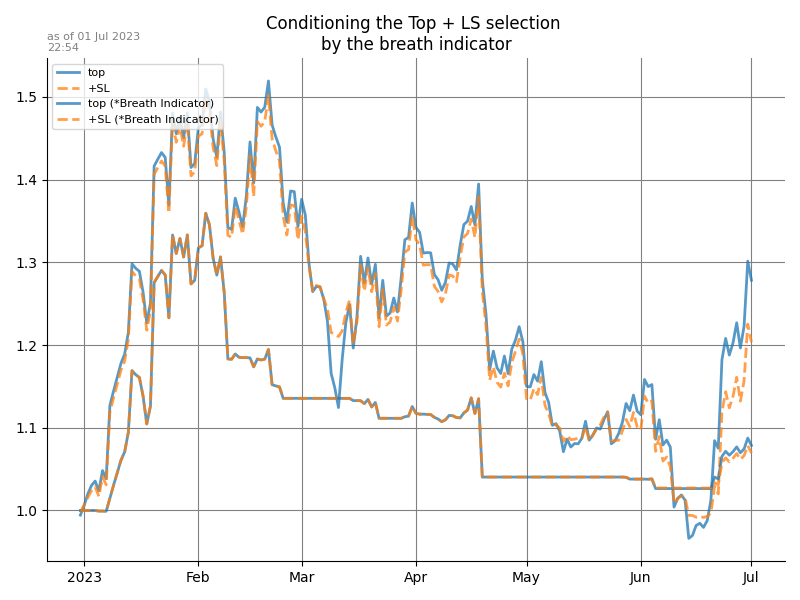 Conditioning the Top + LS selection
by the breath indicator
as of 01 Jul 2023
22:54
top
+SL
top (*Breath Indicator)
+SL (*Breath Indicator)
1.5
1.4
1.3
1.2
1.1
1.0
2023 Feb Mar Apr May Jun Jul